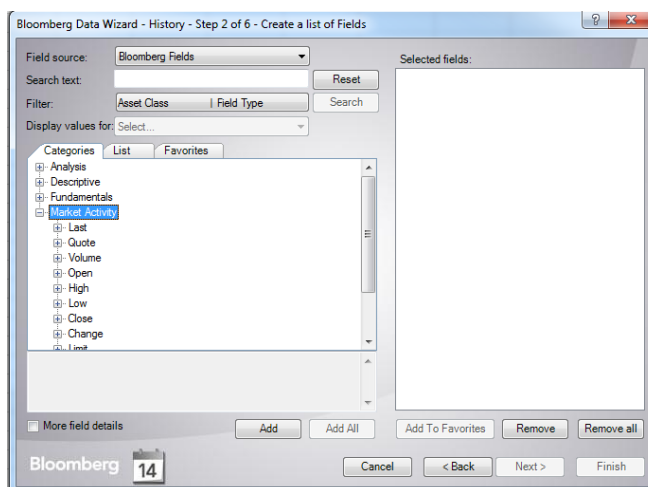 Bloomberg Data Wizard - History - Step 2 of 6 - Create a list of Fields
Field source: Bloomberg Fields
Search text: Reset
Filter: Asset Class | Field Type Search
Display values for: Select...
Categories List Favorites
Analysis
Descriptive
Fundamentals
Market Activity
Last
Quote
Volume
Open
High
Low
Close
Change
Limit
More field details
Add Add All
Selected fields:
Add To Favorites Remove Remove all
Bloomberg 14
Cancel < Back Next > Finish